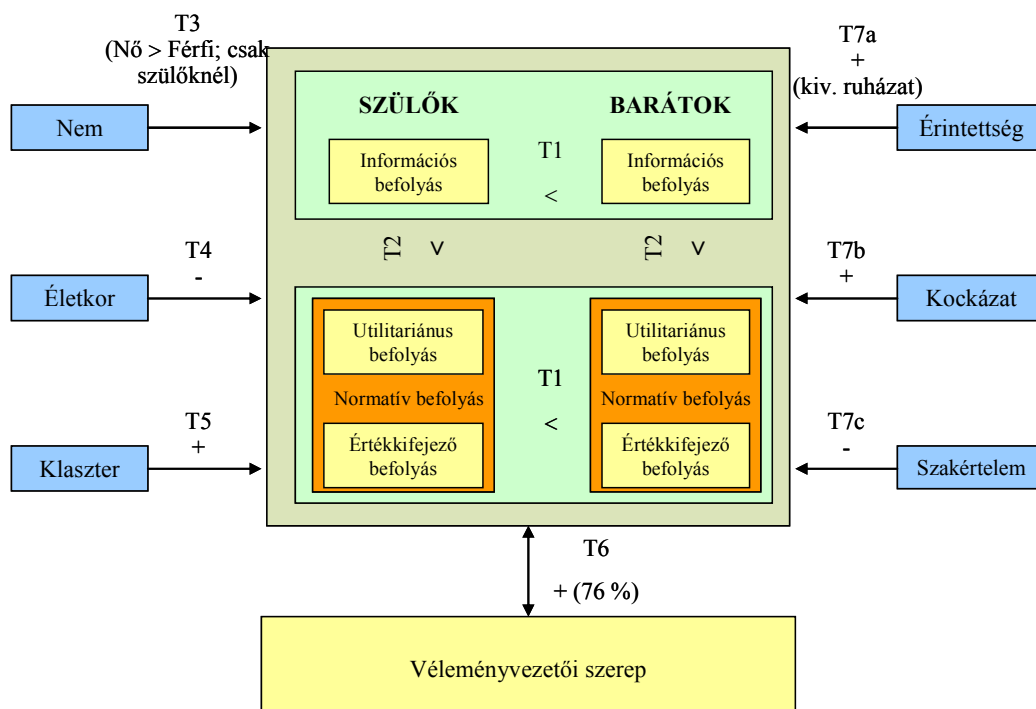 T3
(Nő > Férfi; csak
szülőknél)
T7a
+
(kiv. ruházat)
SZÜLŐK
BARÁTOK
Nem
Érintettség
Információs
befolyás
T1
<
Információs
befolyás
T2
<
T2
<
T4
-
T7b
+
Életkor
Kockázat
Utilitariánus
befolyás
Utilitariánus
befolyás
Normatív befolyás
T1
<
Normatív befolyás
Értékkifejező
befolyás
Értékkifejező
befolyás
T5
+
T7c
-
Klaszter
Szakértelem
T6
+ (76 %)
Véleményvezetői szerep